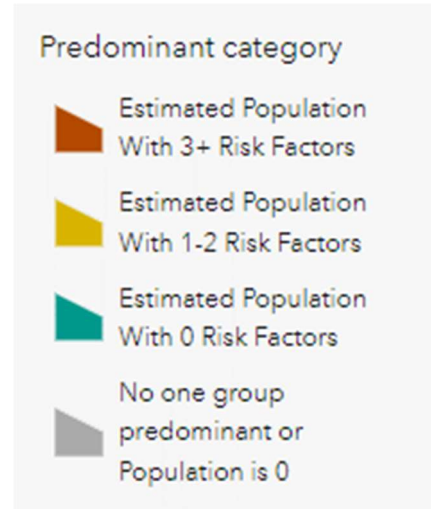 Predominant category
Estimated Population
With 3+ Risk Factors
Estimated Population
With 1-2 Risk Factors
Estimated Population
With 0 Risk Factors
No one group
predominant or
Population is 0